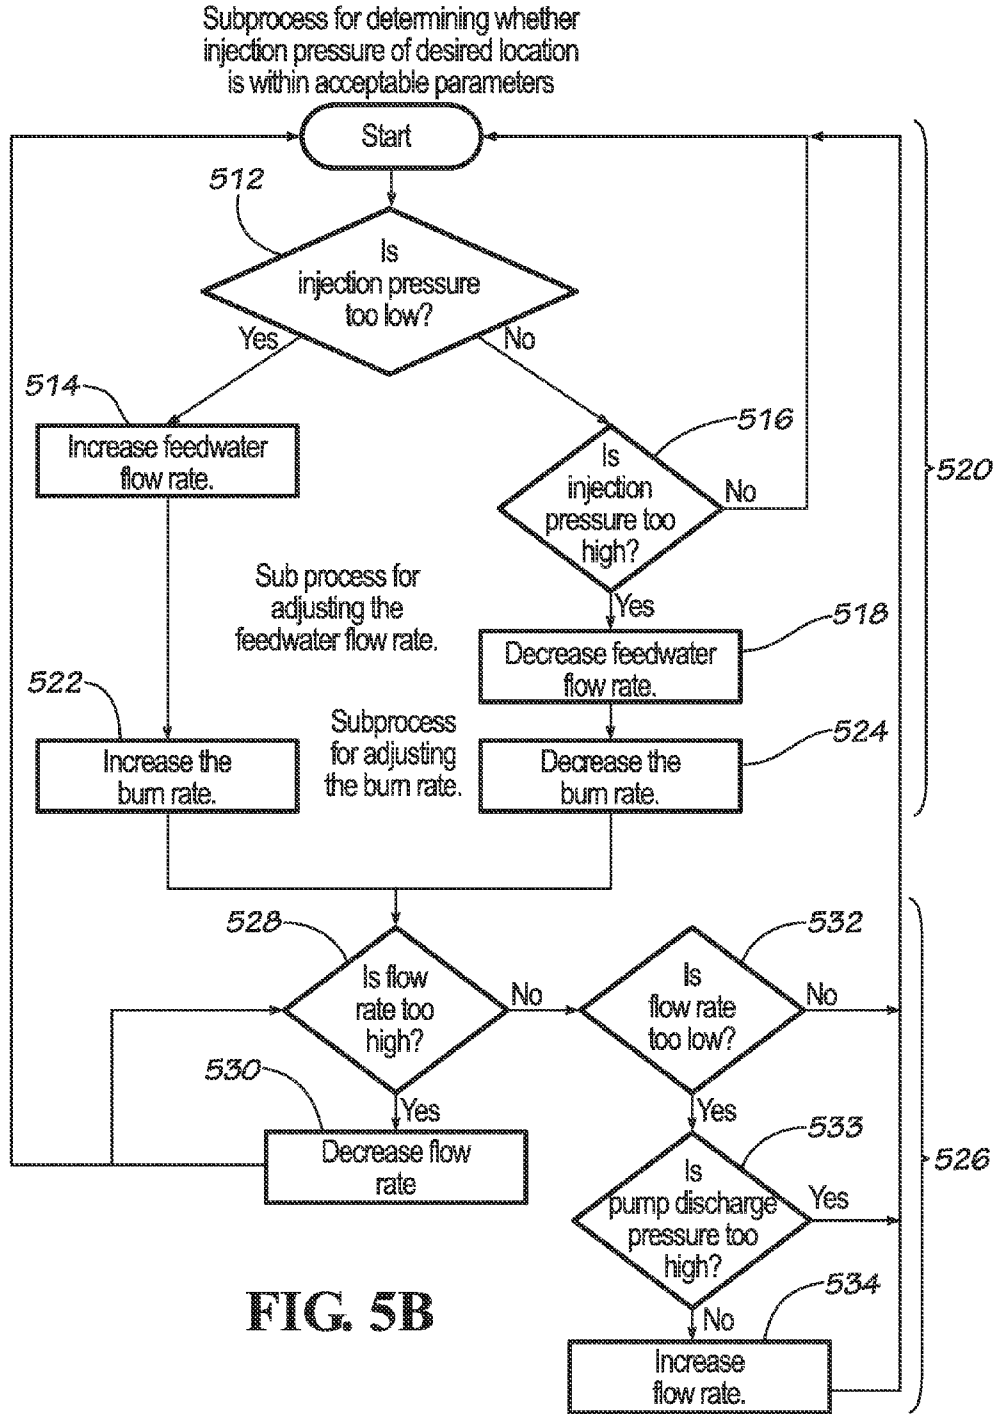 Subprocess for determining whether
injection pressure of desired location
is within acceptable parameters
Start
512
Is
injection pressure
too low?
Yes
No
514
Increase feedwater
flow rate.
516
Is
injection
pressure too
high?
No
520
Yes
Sub process for
adjusting the
feedwater flow rate.
518
Decrease feedwater
flow rate.
522
Increase the
burn rate.
Subprocess
for adjusting
the burn rate.
524
Decrease the
burn rate.
528
Is flow
rate too
high?
No
532
Is
flow rate
too low?
No
530
Yes
Decrease flow
rate
Yes
533
Is
pump discharge
pressure too
high?
Yes
526
No
534
Increase
flow rate.
FIG. 5B